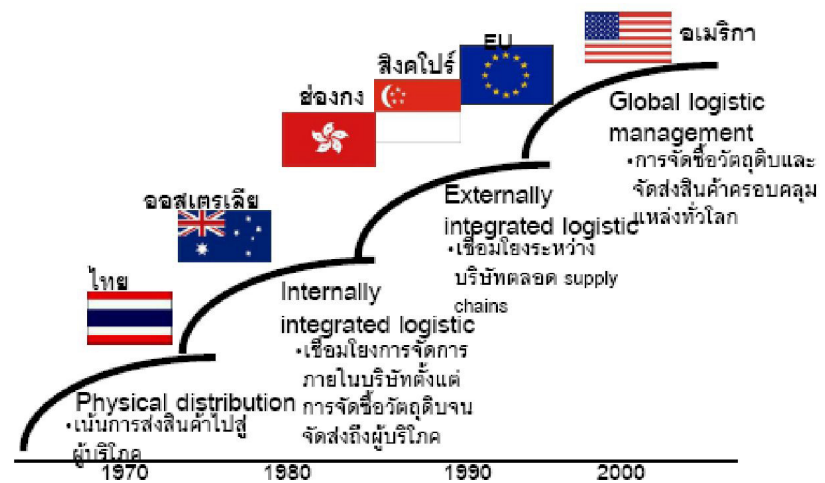 EU
อเมริกา
สิงคโปร์
ฮ่องกง
ออสเตรเลีย
ไทย
Global logistic
management
•การจัดซื้อวัตถุดิบและ
จัดส่งสินค้าครอบคลุม
แหล่งทั่วโลก
Externally
integrated logistic
•เชื่อมโยงระหว่าง
บริษัทตลอด supply
chains
Internally
integrated logistic
•เชื่อมโยงการจัดการ
ภายในบริษัทตั้งแต่
การจัดซื้อวัตถุดิบจน
จัดส่งถึงผู้บริโภค
Physical distribution
•เน้นการส่งสินค้าไปสู่
ผู้บริโภค
1970
1980
1990
2000